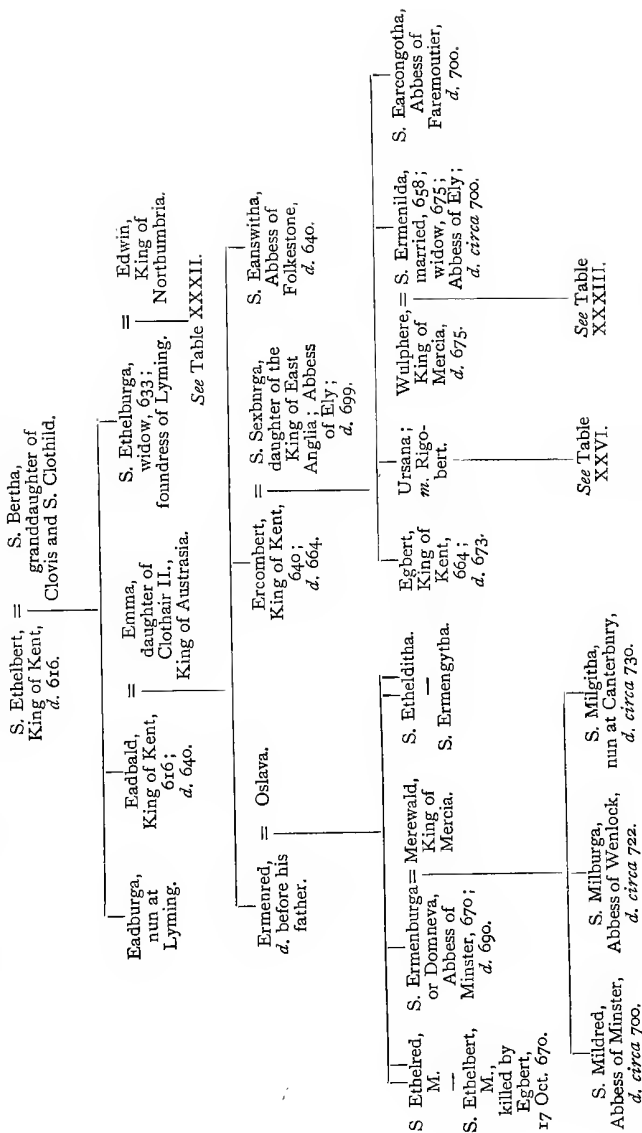 S. Ethelbert,
King of Kent,
d. 616.
=
S. Bertha,
granddaughter of
Clovis and S. Clothild.
Eadburga,
nun at
Lyming.
Eadbald,
King of Kent,
616;
d. 640.
=
Emma,
daughter of
Clothair II.,
King of Austrasia.
S. Ethelburga,
widow, 633;
foundress of Lyming.
=
Edwin,
King of
Northumbria.
See Table XXXII.
Ermenred,
d. before his
father.
=
Oslava.
Ercombert,
King of Kent,
640;
d. 664.
=
S. Sexburga,
daughter of the
King of East
Anglia; Abbess
of Ely;
d. 699.
S. Eanswitha,
Abbess of
Folkestone,
d. 640.
S Ethelred,
M.
—
S. Ethelbert,
M.,
killed by
Egbert,
17 Oct. 670.
S. Ermenburga
or Domneva,
Abbess of
Minster, 670;
d. 690.
=
Merewald,
King of
Mercia.
S. Ethelditha.
—
S. Ermengytha.
Egbert,
King of
Kent,
664;
d. 673.
Ursana;
m. Rigo-
bert.
See Table
XXVI.
Wulphere,
King of
Mercia,
d. 675.
=
S. Ermenilda,
married, 658;
widow, 675;
Abbess of Ely;
d. circa 700.
See Table
XXXIII.
S. Earcongotha,
Abbess of
Faremoutier,
d. 700.
S. Mildred,
Abbess of Minster,
d. circa 700.
S. Milburga,
Abbess of Wenlock,
d. circa 722.
S. Milgitha,
nun at Canterbury,
d. circa 730.